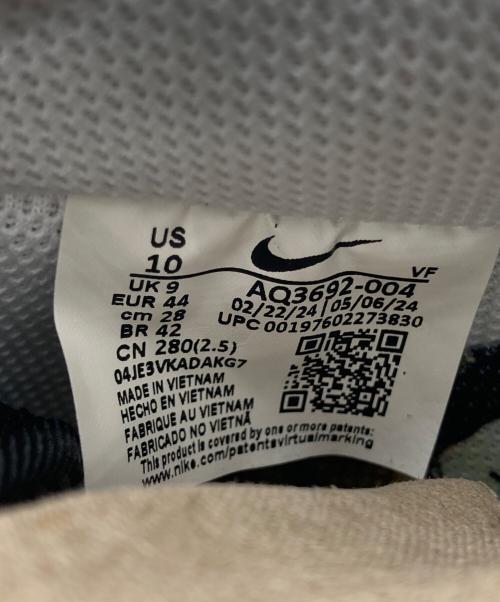 US
10
UK 9
EUR 44
cm 28
BR 42
CN 280(2.5)
04JE3VKADAKG7
VF
AQ3692-004
02/22/24 | 05/06/24
UPC 00197602273830
MADE IN VIETNAM
HECHO EN VIETNAM
FABRIQUE AU VIETNAM
FABRICADO NO VIETNÃ
This product is covered by one or more patents:
www.nike.com/patentsvirtualmarking